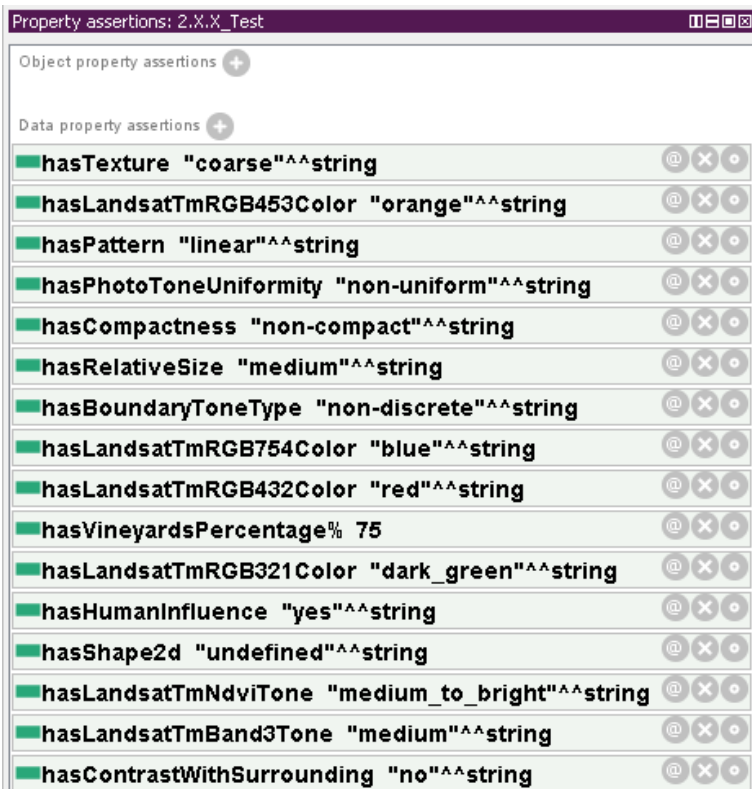 Property assertions: 2.X.X_Test
Object property assertions
Data property assertions
hasTexture "coarse"^^string
hasLandsatTmRGB453Color "orange"^^string
hasPattern "linear"^^string
hasPhotoToneUniformity "non-uniform"^^string
hasCompactness "non-compact"^^string
hasRelativeSize "medium"^^string
hasBoundaryToneType "non-discrete"^^string
hasLandsatTmRGB754Color "blue"^^string
hasLandsatTmRGB432Color "red"^^string
hasVineyardsPercentage% 75
hasLandsatTmRGB321Color "dark_green"^^string
hasHumanInfluence "yes"^^string
hasShape2d "undefined"^^string
hasLandsatTmNdviTone "medium_to_bright"^^string
hasLandsatTmBand3Tone "medium"^^string
hasContrastWithSurrounding "no"^^string